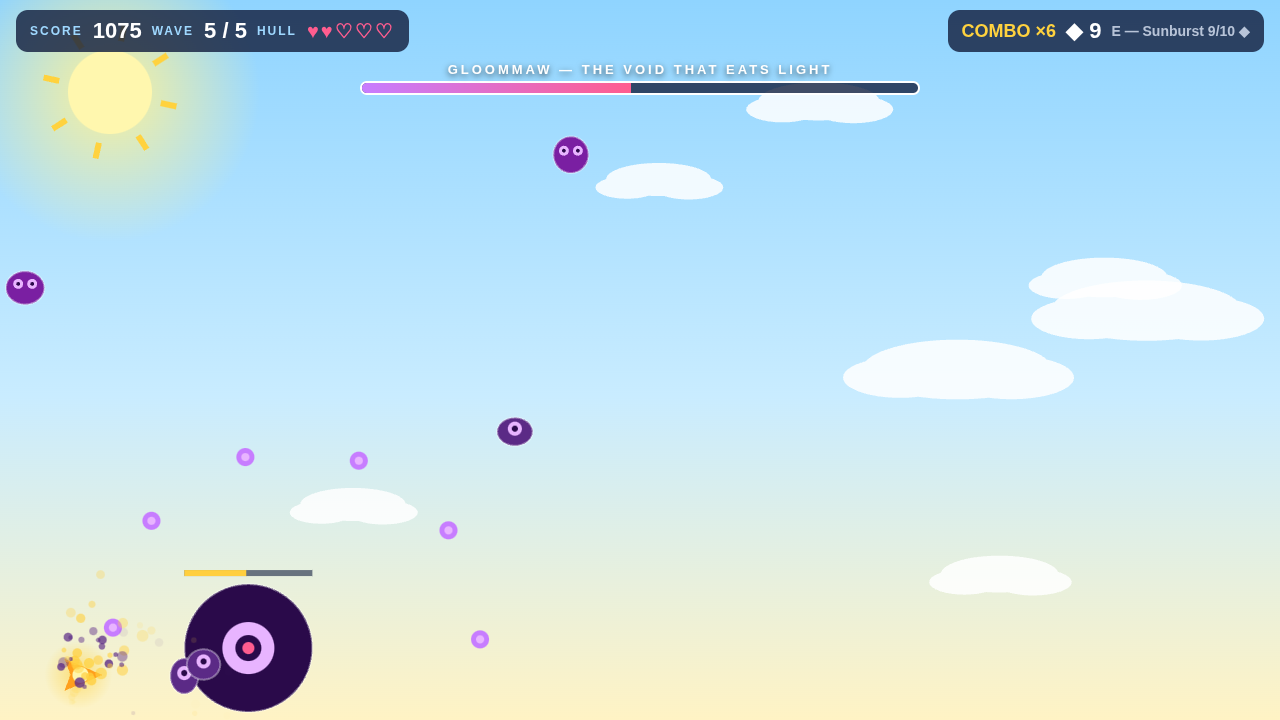 SCORE 1075 WAVE 5 / 5 HULL ♥♥♡♡♡
COMBO ×6 ◆ 9 E — Sunburst 9/10 ◆
GLOOMMAW — THE VOID THAT EATS LIGHT